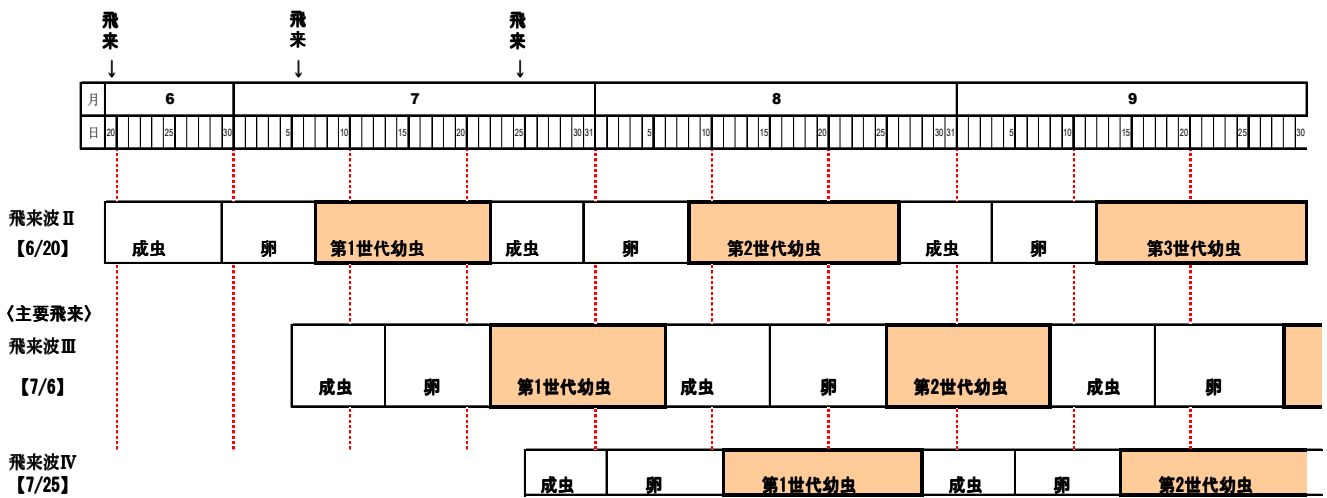 飛来 飛来 飛来
↓ ↓ ↓
月 6 7 8 9
日 20 25 30 5 10 15 20 25 30 31 5 10 15 20 25 30 31 5 10 15 20 25 30
飛来波Ⅱ
【6/20】 成虫 卵 第1世代幼虫 成虫 卵 第2世代幼虫 成虫 卵 第3世代幼虫
〈主要飛来〉
飛来波Ⅲ
【7/6】 成虫 卵 第1世代幼虫 成虫 卵 第2世代幼虫 成虫 卵
飛来波Ⅳ
【7/25】 成虫 卵 第1世代幼虫 成虫 卵 第2世代幼虫